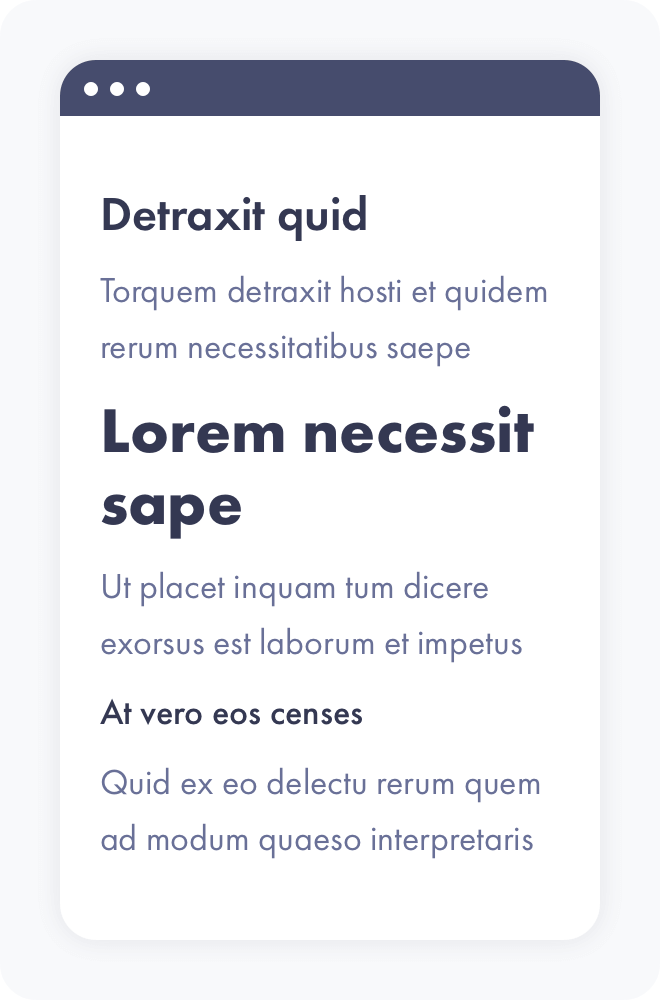 Detraxit quid
Torquem detraxit hosti et quidem
rerum necessitatibus saepe
Lorem necessit
sape
Ut placet inquam tum dicere
exorsus est laborum et impetus
At vero eos censes
Quid ex eo delectu rerum quem
ad modum quaeso interpretaris